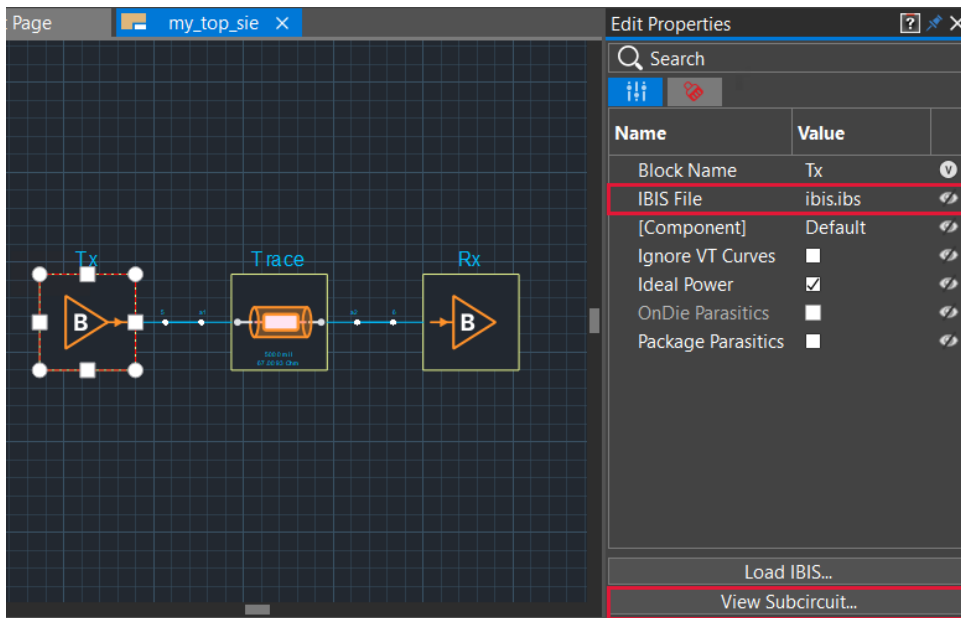 Page my_top_sie
Edit Properties ?
Search
Name Value
Block Name Tx V
IBIS File ibis.ibs
[Component] Default
Ignore VT Curves
Ideal Power
OnDie Parasitics
Package Parasitics
Tx Trace Rx
B B
5000mil
Load IBIS...
View Subcircuit...